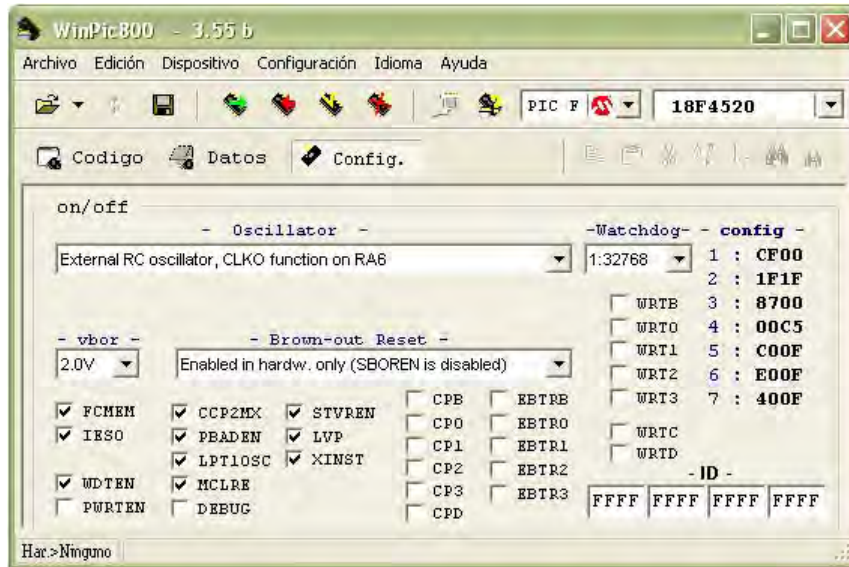 WinPic800 - 3.55 b
Archivo Edición Dispositivo Configuración Idioma Ayuda
PIC F 18F4520
Codigo Datos Config.
on/off
- Oscillator - -Watchdog- - config -
External RC oscillator, CLKO function on RA6 1:32768 1 : CF00
2 : 1F1F
WRTB 3 : 8700
WRT0 4 : 00C5
- vbor - - Brown-out Reset - WRT1 5 : C00F
2.0V Enabled in hardw. only (SBOREN is disabled) WRT2 6 : E00F
WRT3 7 : 400F
FCMEM CCP2MX STVREN CPB EBTRB
IESO PBADEN LVP CP0 EBTR0 WRTC
LPT1OSC XINST CP1 EBTR1 WRTD
WDTEN MCLRE CP2 EBTR2 - ID -
PWRTEN DEBUG CP3 EBTR3 FFFF FFFF FFFF FFFF
CPD
Har.>Ninguno